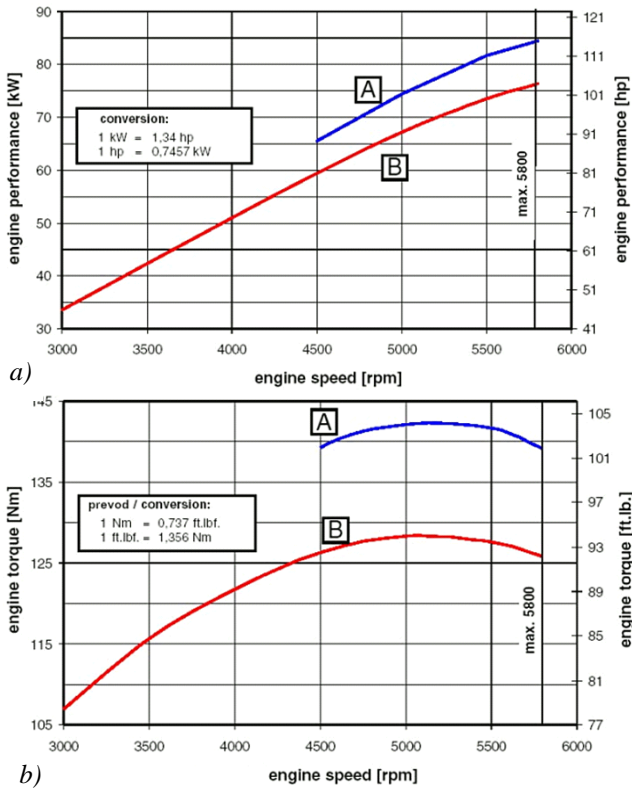 90
80
70
60
50
40
30
engine performance [kW]
conversion:
1 kW = 1,34 hp
1 hp = 0,7457 kW
A
B
max. 5800
121
111
101
91
81
71
61
51
41
engine performance [hp]
3000 3500 4000 4500 5000 5500 6000
engine speed [rpm]
a)
145
135
125
115
105
engine torque [Nm]
prevod / conversion:
1 Nm = 0,737 ft.lbf.
1 ft.lbf. = 1,356 Nm
A
B
max. 5800
105
101
97
93
89
85
81
77
engine torque [ft.lb.]
3000 3500 4000 4500 5000 5500 6000
engine speed [rpm]
b)